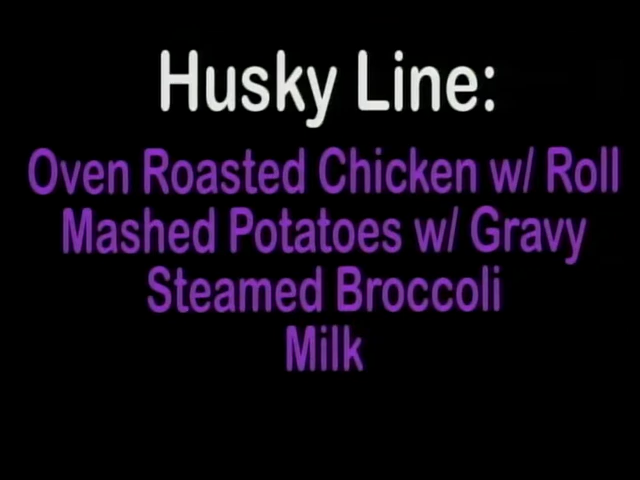 Husky Line:
Oven Roasted Chicken w/ Roll
Mashed Potatoes w/ Gravy
Steamed Broccoli
Milk